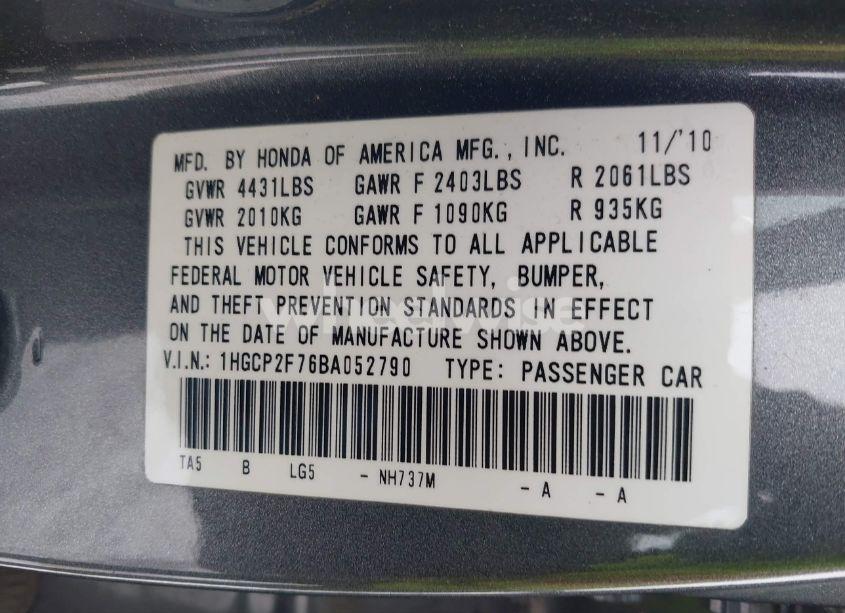 MFD. BY HONDA OF AMERICA MFG., INC. 11/'10
GVWR 4431LBS GAWR F 2403LBS R 2061LBS
GVWR 2010KG GAWR F 1090KG R 935KG
THIS VEHICLE CONFORMS TO ALL APPLICABLE
FEDERAL MOTOR VEHICLE SAFETY, BUMPER,
AND THEFT PREVENTION STANDARDS IN EFFECT
ON THE DATE OF MANUFACTURE SHOWN ABOVE.
V.I.N.: 1HGCP2F76BA052790 TYPE: PASSENGER CAR
TA5 B LG5 - NH737M - A - A
wheelwise